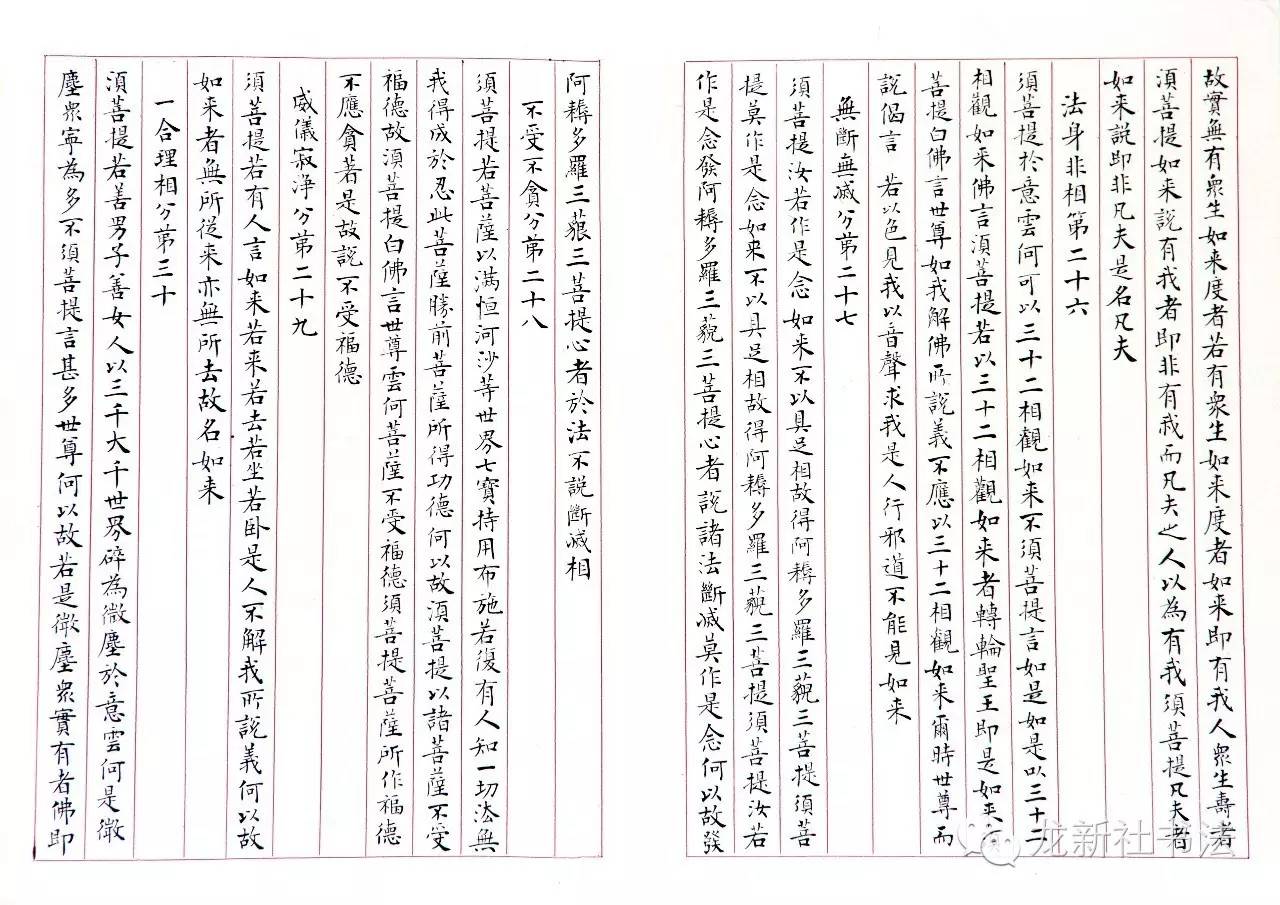 故實無有衆生如来度者若有衆生如来度者如来即有我人衆生壽者
須菩提如来説有我者即非有我而凡夫之人以為有我須菩提凡夫者
如来説即非凡夫是名凡夫
法身非相第二十六
須菩提於意雲何可以三十二相觀如来不須菩提言如是如是以三十二
相觀如来佛言須菩提若以三十二相觀如来者轉輪聖王即是如来
菩提白佛言世尊如我解佛所説義不應以三十二相觀如来爾時世尊而
説偈言 若以色見我以音聲求我是人行邪道不能見如来
無斷無滅分第二十七
須菩提汝若作是念如来不以具足相故得阿耨多羅三藐三菩提須菩
提莫作是念如来不以具足相故得阿耨多羅三藐三菩提須菩提汝若
作是念發阿耨多羅三藐三菩提心者説諸法斷滅莫作是念何以故發
阿耨多羅三藐三菩提心者於法不説斷滅相
不受不貪分第二十八
須菩提若菩薩以滿恒河沙等世界七寶持用布施若復有人知一切法無
我得成於忍此菩薩勝前菩薩所得功德何以故須菩提以諸菩薩不受
福德故須菩提白佛言世尊雲何菩薩不受福德須菩提菩薩所作福德
不應貪著是故説不受福德
威儀寂浄分第二十九
須菩提若有人言如来若来若去若坐若卧是人不解我所説義何以故
如来者無所從来亦無所去故名如来
一合理相分第三十
須菩提若善男子善女人以三千大千世界碎為微塵於意雲何是微
塵衆寧為多不須菩提言甚多世尊何以故若是微塵衆實有者佛即
龙新社书法